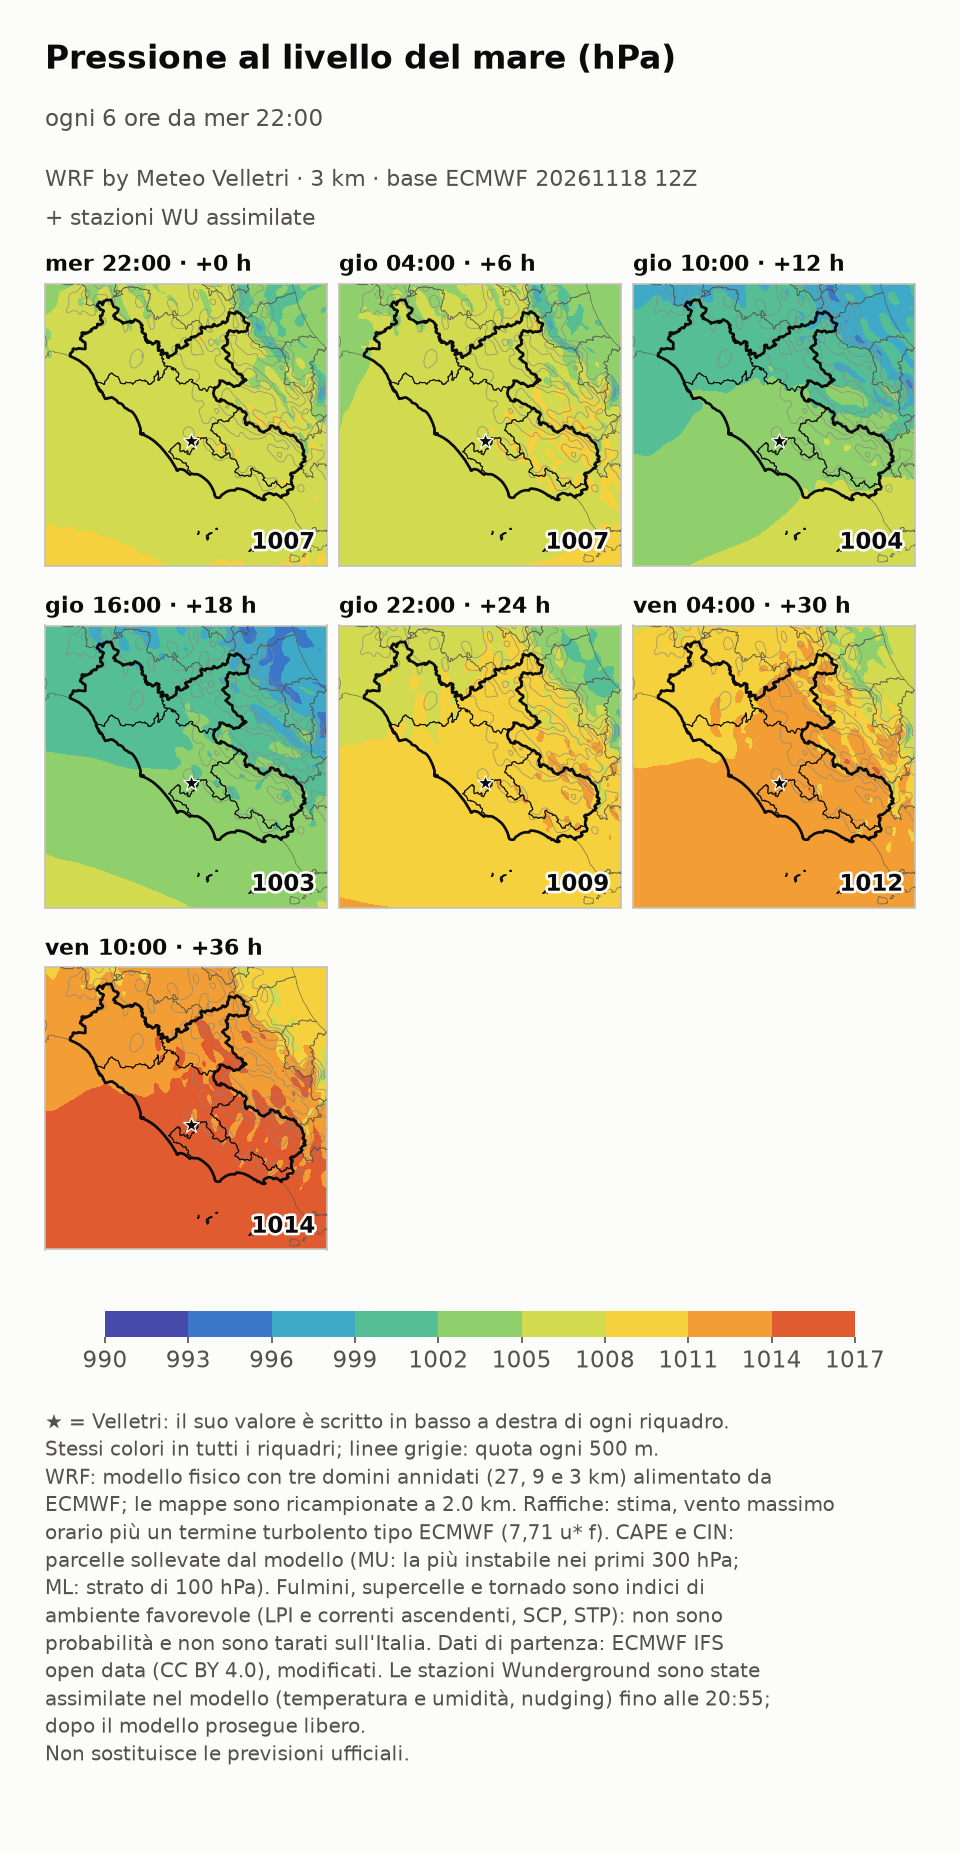 Pressione al livello del mare (hPa)
ogni 6 ore da mer 22:00
WRF by Meteo Velletri · 3 km · base ECMWF 20261118 12Z
+ stazioni WU assimilate
mer 22:00 · +0 h
gio 04:00 · +6 h
gio 10:00 · +12 h
1007
1007
1004
gio 16:00 · +18 h
gio 22:00 · +24 h
ven 04:00 · +30 h
1003
1009
1012
ven 10:00 · +36 h
1014
990 993 996 999 1002 1005 1008 1011 1014 1017
★ = Velletri: il suo valore è scritto in basso a destra di ogni riquadro.
Stessi colori in tutti i riquadri; linee grigie: quota ogni 500 m.
WRF: modello fisico con tre domini annidati (27, 9 e 3 km) alimentato da
ECMWF; le mappe sono ricampionate a 2.0 km. Raffiche: stima, vento massimo
orario più un termine turbolento tipo ECMWF (7,71 u* f). CAPE e CIN:
parcelle sollevate dal modello (MU: la più instabile nei primi 300 hPa;
ML: strato di 100 hPa). Fulmini, supercelle e tornado sono indici di
ambiente favorevole (LPI e correnti ascendenti, SCP, STP): non sono
probabilità e non sono tarati sull'Italia. Dati di partenza: ECMWF IFS
open data (CC BY 4.0), modificati. Le stazioni Wunderground sono state
assimilate nel modello (temperatura e umidità, nudging) fino alle 20:55;
dopo il modello prosegue libero.
Non sostituisce le previsioni ufficiali.